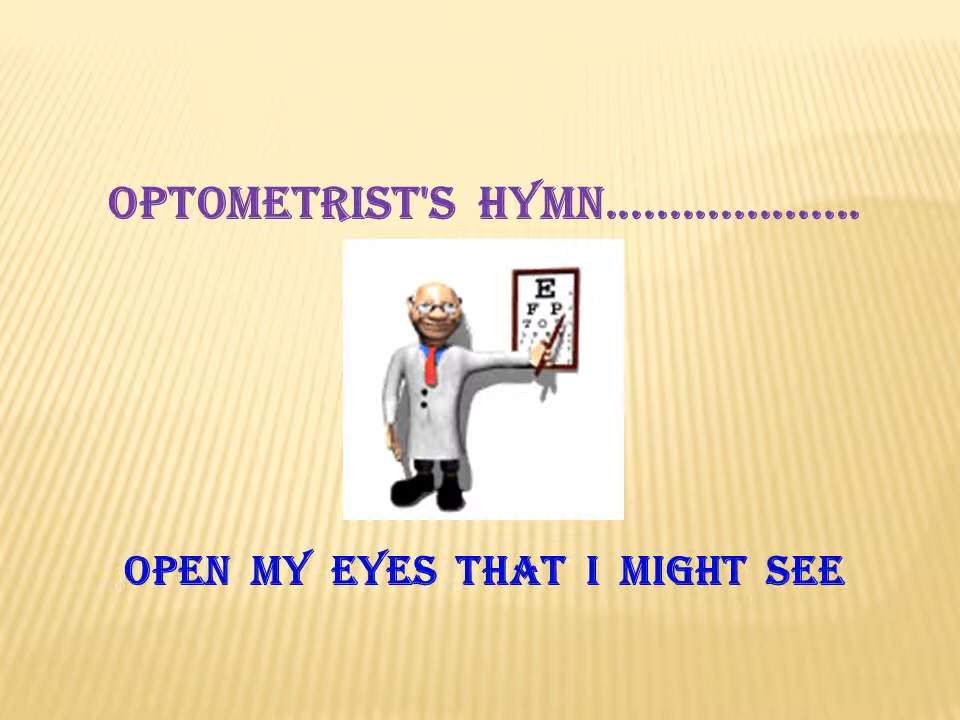 OPTOMETRIST'S HYMN....................
E
F P
T O Z
OPEN MY EYES THAT I MIGHT SEE